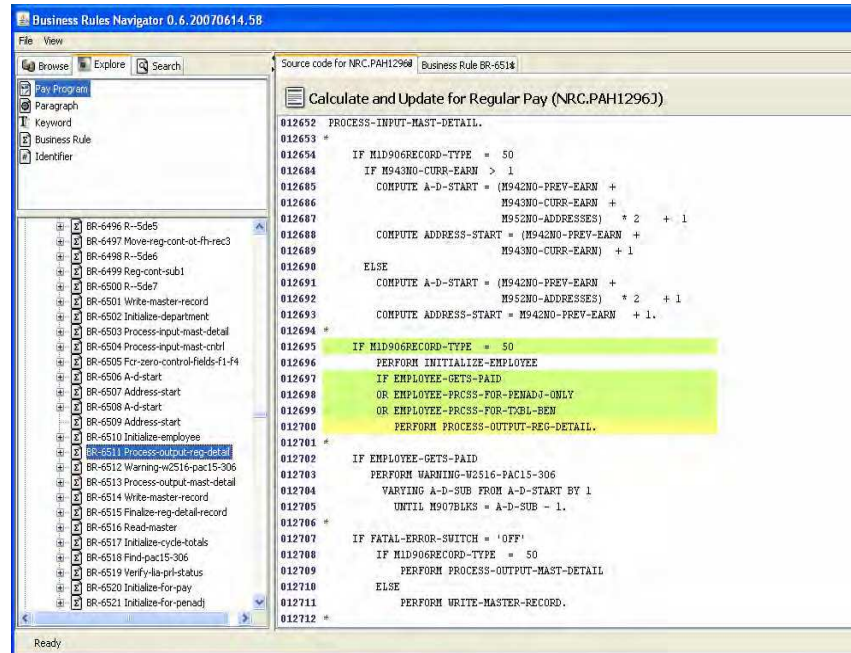 Business Rules Navigator 0.6.20070614.58
File View
Browse Explore Search
Pay Program
Paragraph
Keyword
Business Rule
Identifier
BR-6496 R--5de5
BR-6497 Move-reg-cont-ot-fh-rec3
BR-6498 R--5de6
BR-6499 Reg-cont-sub1
BR-6500 R--5de7
BR-6501 Write-master-record
BR-6502 Initialize-department
BR-6503 Process-input-mast-detail
BR-6504 Process-input-mast-cntrl
BR-6505 Fcr-zero-control-fields-f1-f4
BR-6506 A-d-start
BR-6507 Address-start
BR-6508 A-d-start
BR-6509 Address-start
BR-6510 Initialize-employee
BR-6511 Process-output-reg-detail
BR-6512 Warning-w2516-pac15-306
BR-6513 Process-output-mast-detail
BR-6514 Write-master-record
BR-6515 Finalize-reg-detail-record
BR-6516 Read-master
BR-6517 Initialize-cycle-totals
BR-6518 Find-pac15-306
BR-6519 Verify-lia-prl-status
BR-6520 Initialize-for-pay
BR-6521 Initialize-for-penadj
Source code for NRC.PAH1296J Business Rule BR-651
Calculate and Update for Regular Pay (NRC.PAH1296J)
012652 PROCESS-INPUT-MAST-DETAIL.
012653 *
012654 IF M1D906RECORD-TYPE = 50
012684 IF M943NO-CURR-EARN > 1
012685 COMPUTE A-D-START = (M942NO-PREV-EARN +
012686 M943NO-CURR-EARN +
012687 M952NO-ADDRESSES) * 2 + 1
012688 COMPUTE ADDRESS-START = (M942NO-PREV-EARN +
012689 M943NO-CURR-EARN) + 1
012690 ELSE
012691 COMPUTE A-D-START = (M942NO-PREV-EARN +
012692 M952NO-ADDRESSES) * 2 + 1
012693 COMPUTE ADDRESS-START = M942NO-PREV-EARN + 1.
012694 *
012695 IF M1D906RECORD-TYPE = 50
012696 PERFORM INITIALIZE-EMPLOYEE
012697 IF EMPLOYEE-GETS-PAID
012698 OR EMPLOYEE-PRCSS-FOR-PENADJ-ONLY
012699 OR EMPLOYEE-PRCSS-FOR-TXBL-BEN
012700 PERFORM PROCESS-OUTPUT-REG-DETAIL.
012701 *
012702 IF EMPLOYEE-GETS-PAID
012703 PERFORM WARNING-W2516-PAC15-306
012704 VARYING A-D-SUB FROM A-D-START BY 1
012705 UNTIL M907BLKS = A-D-SUB - 1.
012706 *
012707 IF FATAL-ERROR-SWITCH = 'OFF'
012708 IF M1D906RECORD-TYPE = 50
012709 PERFORM PROCESS-OUTPUT-MAST-DETAIL
012710 ELSE
012711 PERFORM WRITE-MASTER-RECORD.
012712 *
Ready